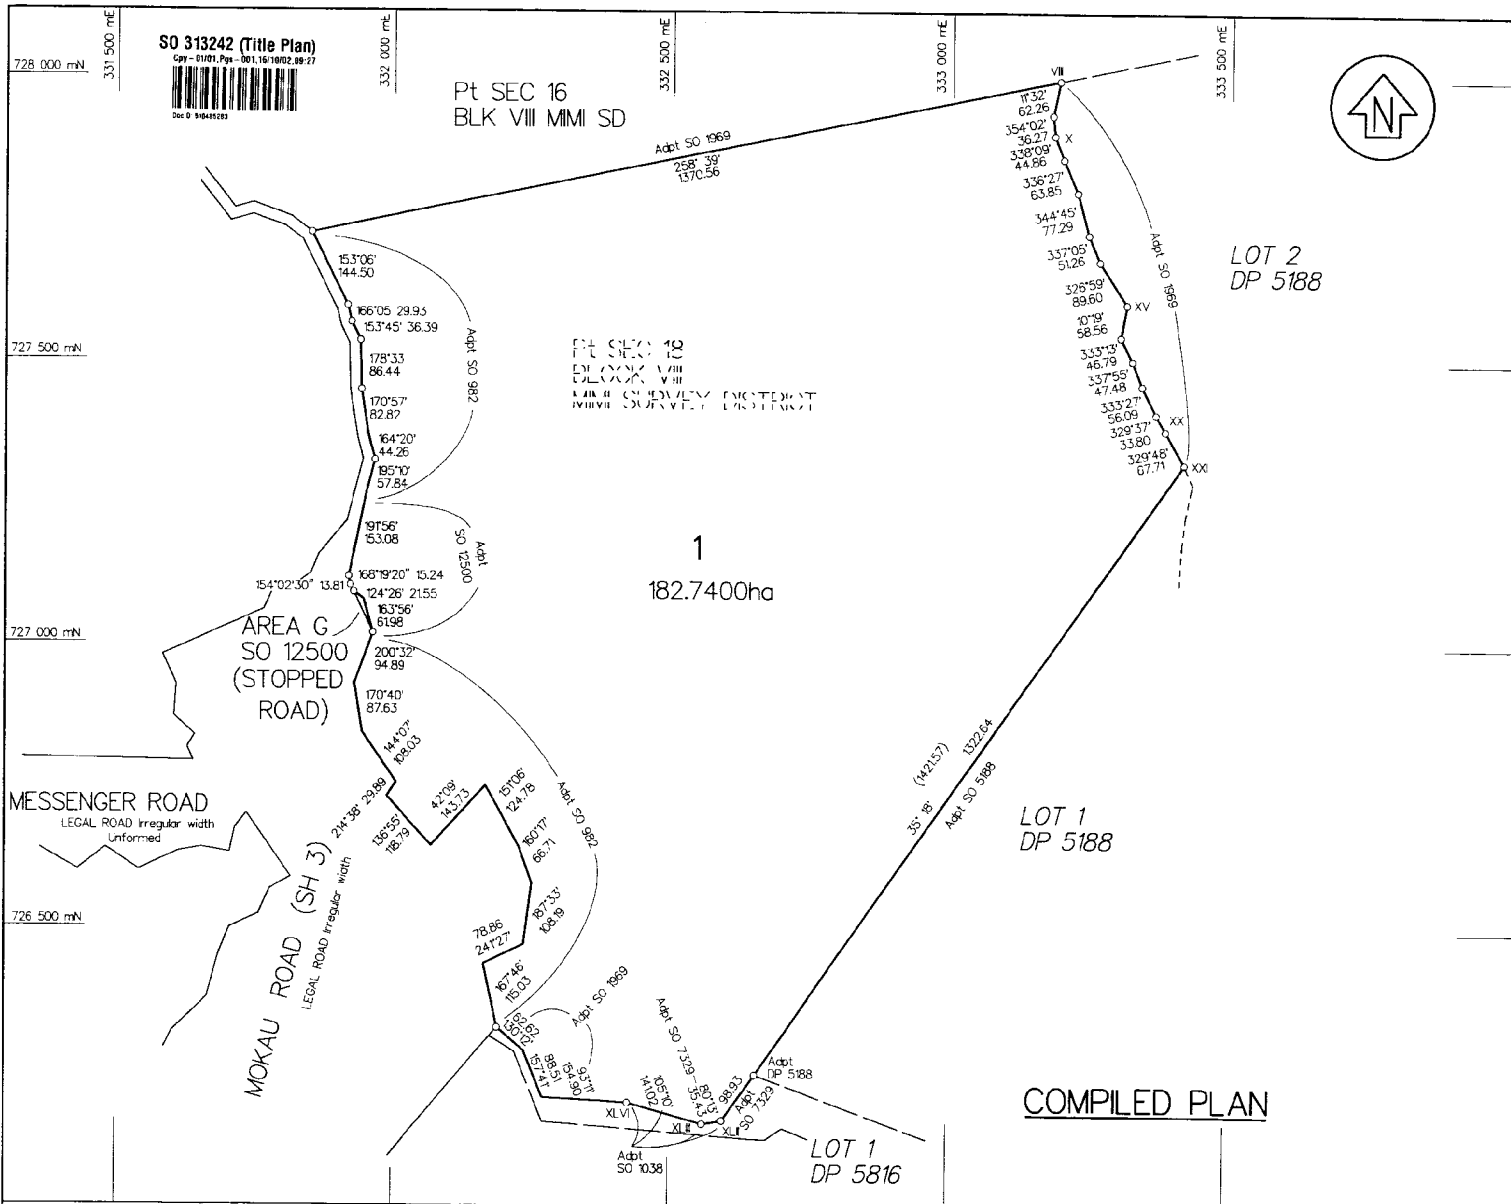 331 500 mE
332 000 mE
332 500 mE
333 000 mE
333 500 mE
728 000 mN
727 500 mN
727 000 mN
726 500 mN
SO 313242 (Title Plan)
Cpy - 01/01, Pgs - 001, 16/10/02, 09:27
Pt SEC 16
BLK VIII MIMI SD
N
Adpt SO 1969
258° 39'
1370.56
VIII
11°32'
62.26
354°02'
36.27
X
338°09'
44.86
336°27'
63.85
344°45'
77.29
337°05'
51.26
326°59'
89.60
XV
10°19'
58.56
333°13'
46.79
337°55'
47.48
333°27'
56.09
XX
329°37'
33.80
329°48'
67.71
XXI
Adpt SO 1969
LOT 2
DP 5188
153°06'
144.50
166°05 29.93
153°45' 36.39
178°33
86.44
170°57'
82.87
164°20'
44.26
195°10'
57.84
Adpt SO 982
191°56'
153.08
168°19'20" 15.24
154°02'30" 13.81
124°26' 21.55
163°56'
61.98
Adpt
SO 12500
Pt SEC 18
BLOCK VIII
MIMI SURVEY DISTRICT
1
182.7400ha
AREA G
SO 12500
(STOPPED
ROAD)
200°32'
94.89
170°40'
87.63
144°07'
108.03
214°38' 29.89
136°55'
118.79
42°09'
143.73
151°06'
124.78
160°17'
66.71
187°33'
108.19
78.86
241°27'
167°46'
115.03
Adpt SO 982
MESSENGER ROAD
LEGAL ROAD Irregular width
Unformed
MOKAU ROAD (SH 3)
LEGAL ROAD Irregular width
(1421.57)
1322.64
35° 18'
Adpt SO 5188
LOT 1
DP 5188
62.62
130°12'
88.51
157°41'
93°11'
154.90
Adpt SO 1969
XLVI
105°10'
141.02
Adpt SO 7329
80°13'
35.43
98.93
Adpt
SO 7329
Adpt
DP 5188
Adpt
SO 1038
LOT 1
DP 5816
COMPILED PLAN